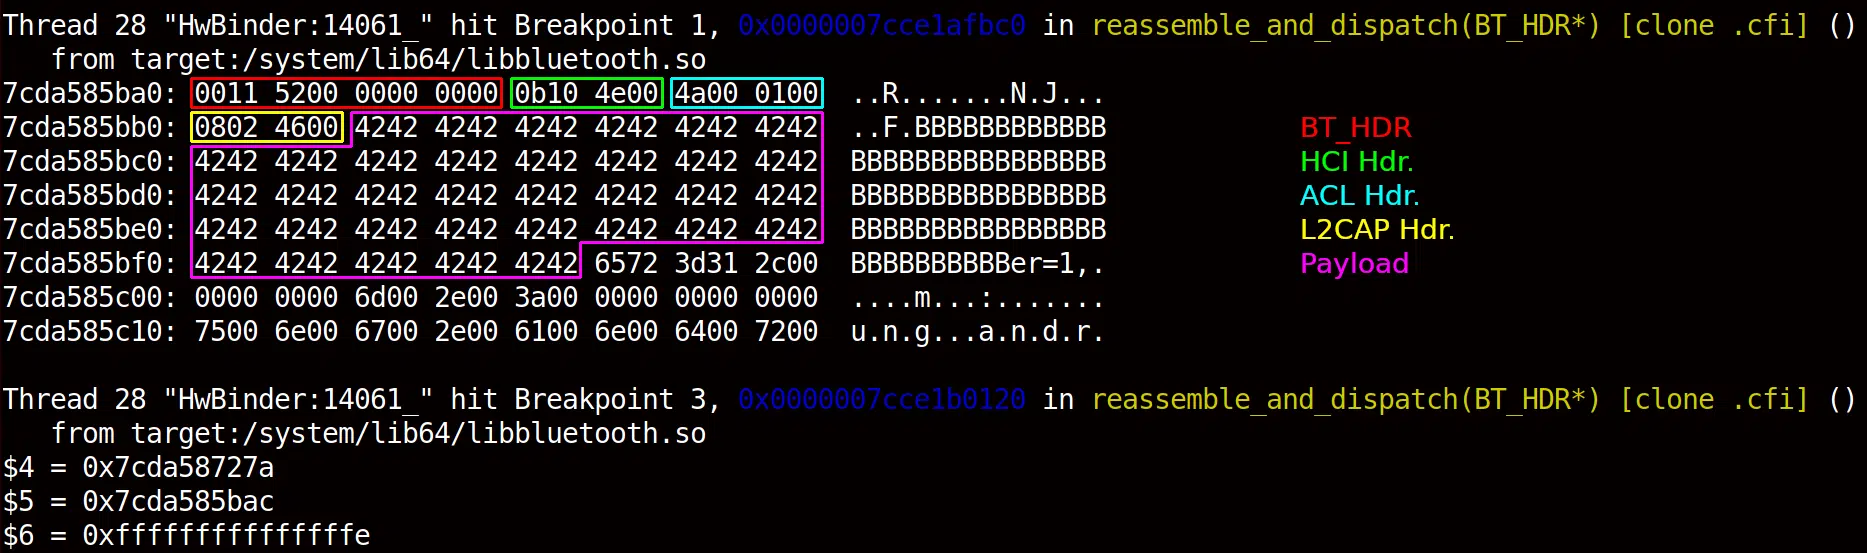 Thread 28 "HwBinder:14061_" hit Breakpoint 1, 0x0000007cce1afbc0 in reassemble_and_dispatch(BT_HDR*) [clone .cfi] ()
   from target:/system/lib64/libbluetooth.so
7cda585ba0: 0011 5200 0000 0000 0b10 4e00 4a00 0100  ..R.......N.J...
7cda585bb0: 0802 4600 4242 4242 4242 4242 4242 4242  ..F.BBBBBBBBBBBB BT_HDR
7cda585bc0: 4242 4242 4242 4242 4242 4242 4242 4242  BBBBBBBBBBBBBBBB HCI Hdr.
7cda585bd0: 4242 4242 4242 4242 4242 4242 4242 4242  BBBBBBBBBBBBBBBB ACL Hdr.
7cda585be0: 4242 4242 4242 4242 4242 4242 4242 4242  BBBBBBBBBBBBBBBB L2CAP Hdr.
7cda585bf0: 4242 4242 4242 4242 4242 6572 3d31 2c00  BBBBBBBBBBer=1,. Payload
7cda585c00: 0000 0000 6d00 2e00 3a00 0000 0000 0000  ....m...:.......
7cda585c10: 7500 6e00 6700 2e00 6100 6e00 6400 7200  u.n.g...a.n.d.r.
Thread 28 "HwBinder:14061_" hit Breakpoint 3, 0x0000007cce1b0120 in reassemble_and_dispatch(BT_HDR*) [clone .cfi] ()
   from target:/system/lib64/libbluetooth.so
$4 = 0x7cda58727a
$5 = 0x7cda585bac
$6 = 0xfffffffffffffffe